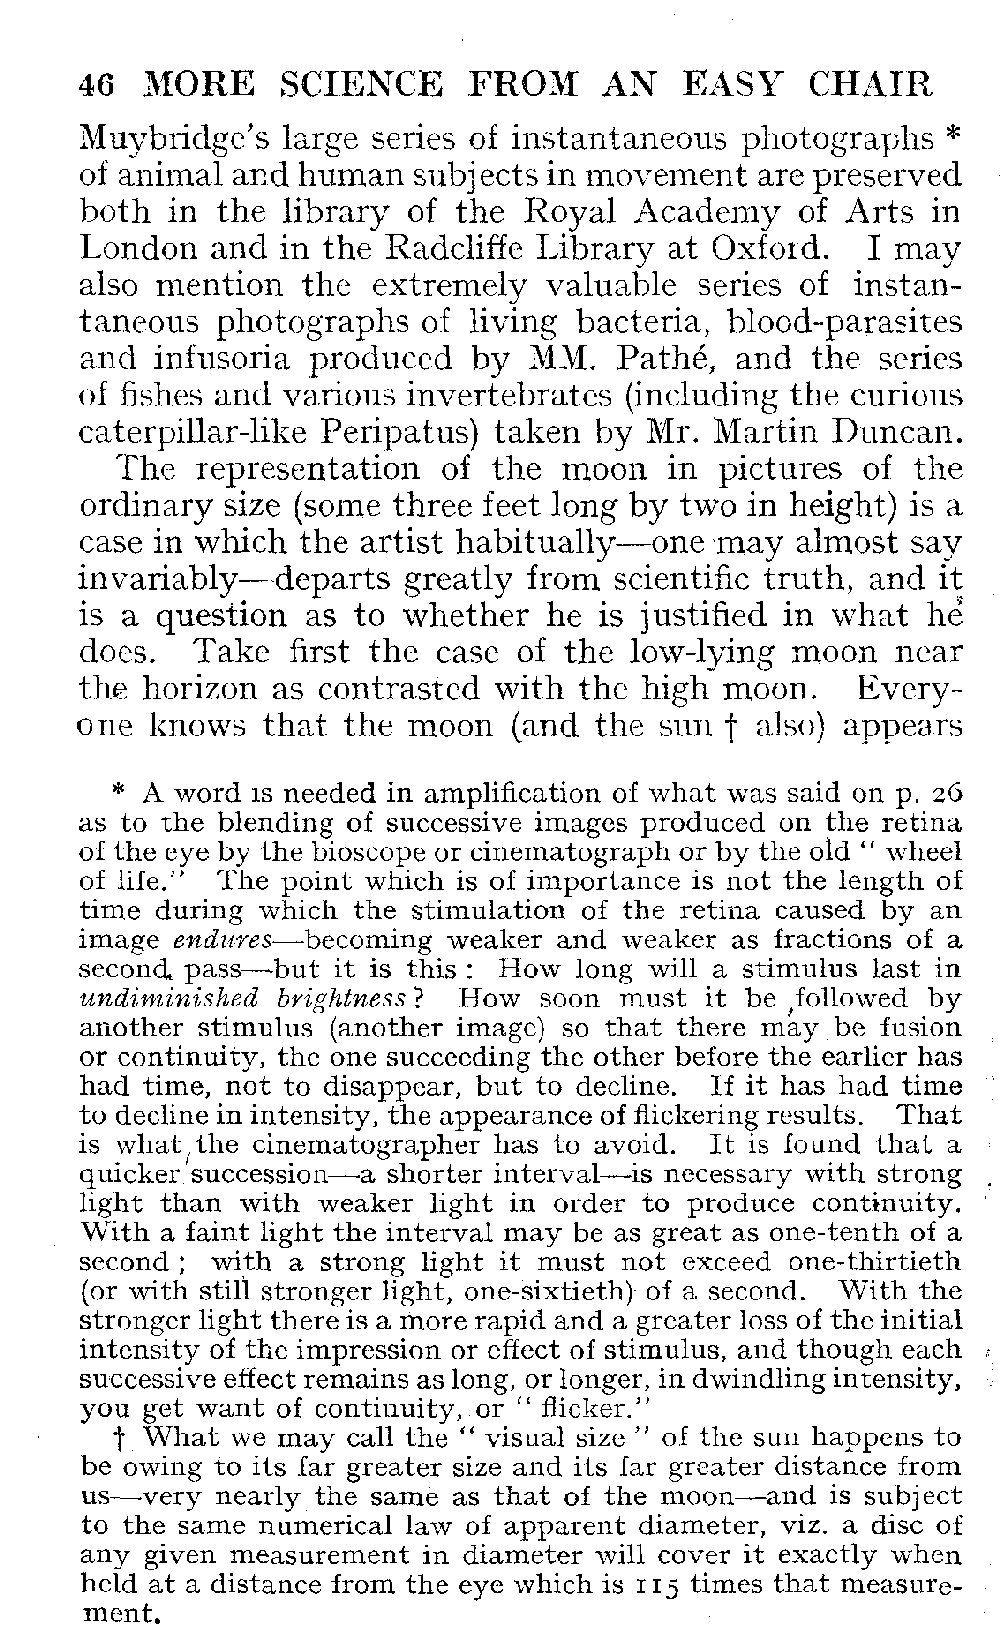 46 MORE SCIENCE FROM AN EASY CHAIR
Muybridge's large series of instantaneous photographs *
of animal and human subjects in movement are preserved
both in the library of the Royal Academy of Arts in
London and in the Radcliffe Library at Oxford. I may
also mention the extremely valuable series of instan-
taneous photographs of living bacteria, blood-parasites
and infusoria produced by MM. Pathé, and the series
of fishes and various invertebrates (including the curious
caterpillar-like Peripatus) taken by Mr. Martin Duncan.
The representation of the moon in pictures of the
ordinary size (some three feet long by two in height) is a
case in which the artist habitually—one may almost say
invariably—departs greatly from scientific truth, and it
is a question as to whether he is justified in what he
does. Take first the case of the low-lying moon near
the horizon as contrasted with the high moon. Every-
one knows that the moon (and the sun † also) appears
* A word is needed in amplification of what was said on p. 26
as to the blending of successive images produced on the retina
of the eye by the bioscope or cinematograph or by the old “ wheel
of life.” The point which is of importance is not the length of
time during which the stimulation of the retina caused by an
image endures—becoming weaker and weaker as fractions of a
second pass—but it is this : How long will a stimulus last in
undiminished brightness ? How soon must it be followed by
another stimulus (another image) so that there may be fusion
or continuity, the one succeeding the other before the earlier has
had time, not to disappear, but to decline. If it has had time
to decline in intensity, the appearance of flickering results. That
is what the cinematographer has to avoid. It is found that a
quicker succession—a shorter interval—is necessary with strong
light than with weaker light in order to produce continuity.
With a faint light the interval may be as great as one-tenth of a
second ; with a strong light it must not exceed one-thirtieth
(or with still stronger light, one-sixtieth) of a second. With the
stronger light there is a more rapid and a greater loss of the initial
intensity of the impression or effect of stimulus, and though each
successive effect remains as long, or longer, in dwindling intensity,
you get want of continuity, or “ flicker.”
† What we may call the “ visual size ” of the sun happens to
be owing to its far greater size and its far greater distance from
us—very nearly the same as that of the moon—and is subject
to the same numerical law of apparent diameter, viz. a disc of
any given measurement in diameter will cover it exactly when
held at a distance from the eye which is 115 times that measure-
ment.